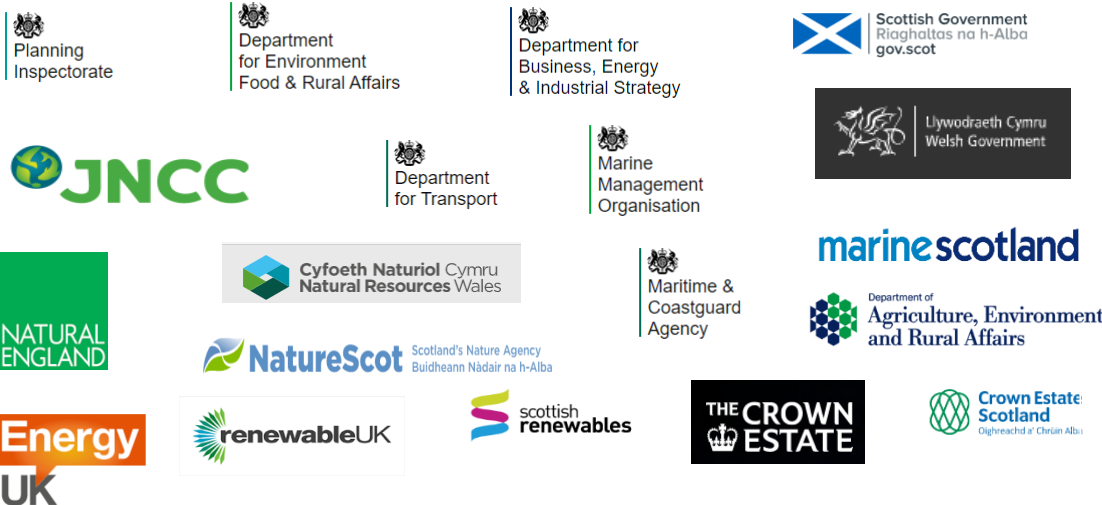 Planning
Inspectorate
Department
for Environment
Food & Rural Affairs
Department for
Business, Energy
& Industrial Strategy
Scottish Government
Riaghaltas na h-Alba
gov.scot
Llywodraeth Cymru
Welsh Government
JNCC
Department
for Transport
Marine
Management
Organisation
marinescotland
NATURAL
ENGLAND
Cyfoeth Naturiol Cymru
Natural Resources Wales
Maritime &
Coastguard
Agency
Department of
Agriculture, Environment
and Rural Affairs
NatureScot
Scotland's Nature Agency
Buidheann Nàdair na h-Alba
Energy
UK
renewableUK
scottish
renewables
THE CROWN
ESTATE
Crown Estate
Scotland
Oighreachd a' Chrùin Alba